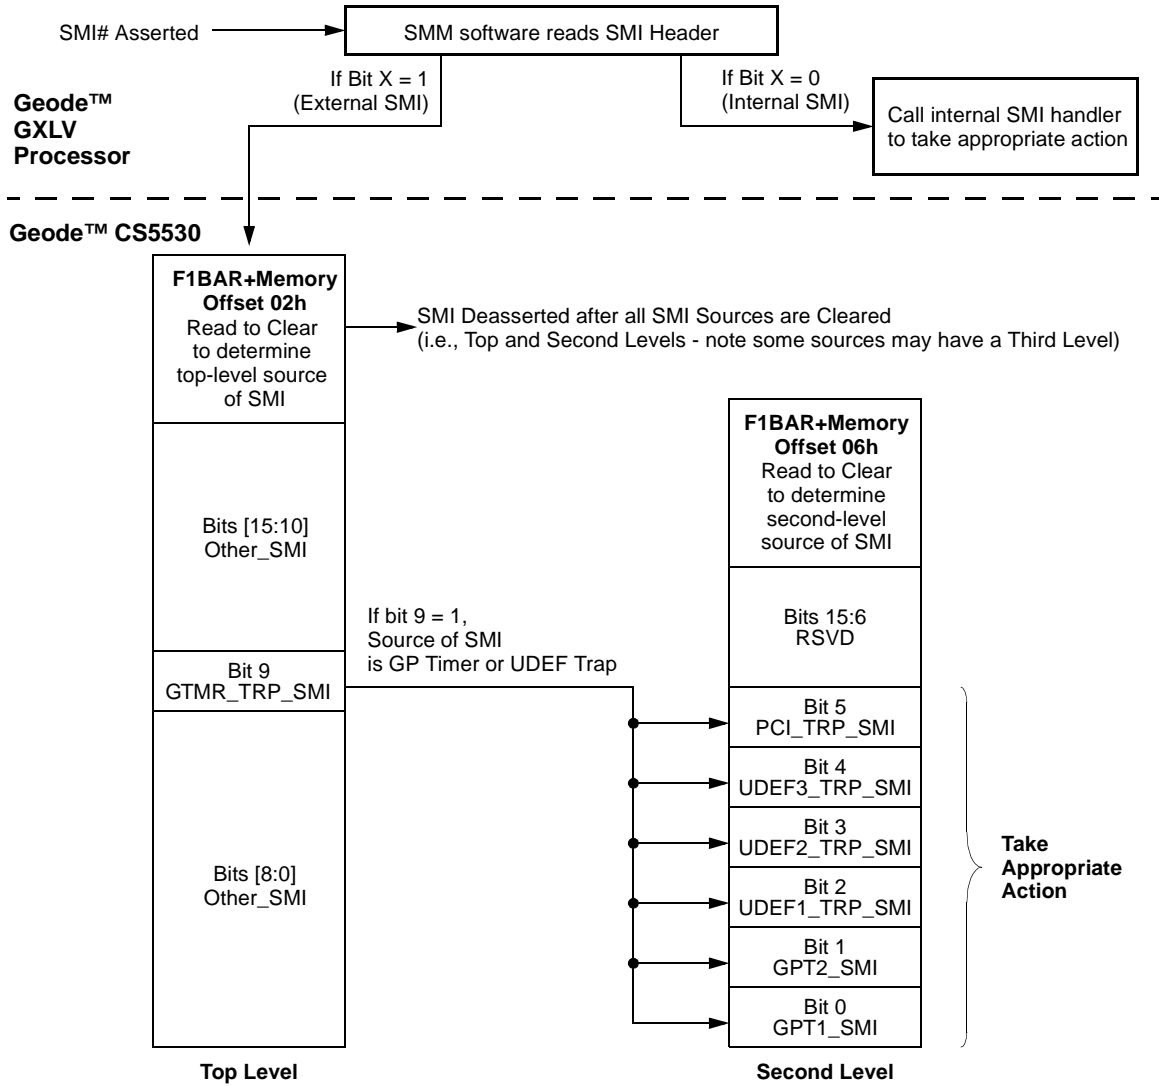 SMI# Asserted
SMM software reads SMI Header
If Bit X = 1
(External SMI)
If Bit X = 0
(Internal SMI)
Geode™
GXLV
Processor
Call internal SMI handler
to take appropriate action
Geode™ CS5530
F1BAR+Memory
Offset 02h
Read to Clear
to determine
top-level source
of SMI
SMI Deasserted after all SMI Sources are Cleared
(i.e., Top and Second Levels - note some sources may have a Third Level)
Bits [15:10]
Other_SMI
If bit 9 = 1,
Source of SMI
is GP Timer or UDEF Trap
Bit 9
GTMR_TRP_SMI
Bits [8:0]
Other_SMI
Top Level
F1BAR+Memory
Offset 06h
Read to Clear
to determine
second-level
source of SMI
Bits 15:6
RSVD
Bit 5
PCI_TRP_SMI
Bit 4
UDEF3_TRP_SMI
Bit 3
UDEF2_TRP_SMI
Bit 2
UDEF1_TRP_SMI
Bit 1
GPT2_SMI
Bit 0
GPT1_SMI
Second Level
Take
Appropriate
Action